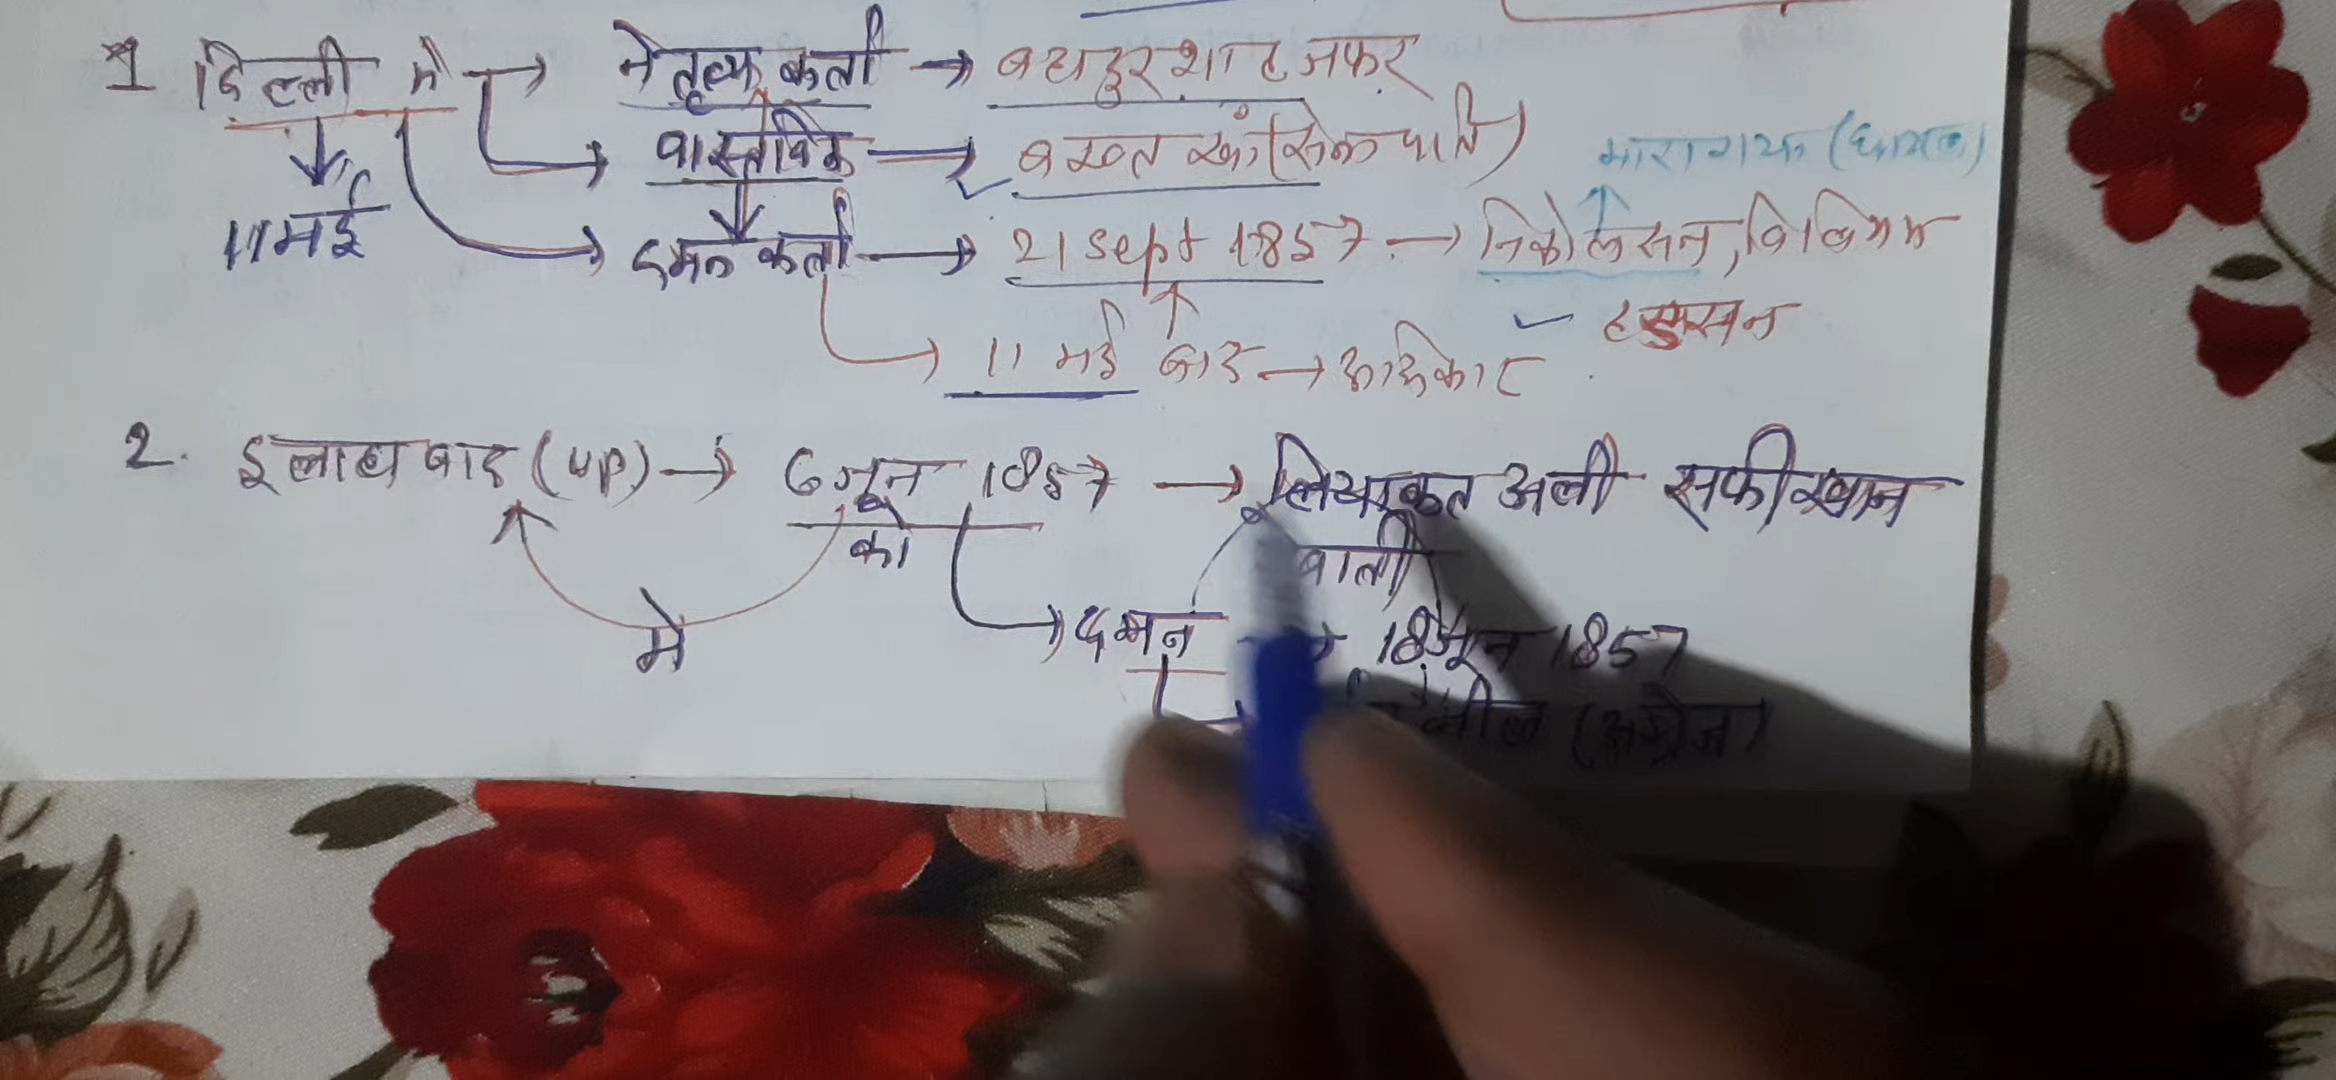 1 दिल्ली में → नेतृत्व कर्ता → बहादुर शाह जफर
वास्तविक → बख्त खाँ (सेनापति) मारा गया (घायल)
11 मई दमन कर्ता → 21 Sept 1857 → निकोलसन, विलियम
हडसन
11 मई बाद → अधिकार
2. इलाहाबाद (UP) → 6 जून 1857 → लियाकत अली सफी खान
को वाली
में दमन → 18 जून 1857
नील (अंग्रेज)